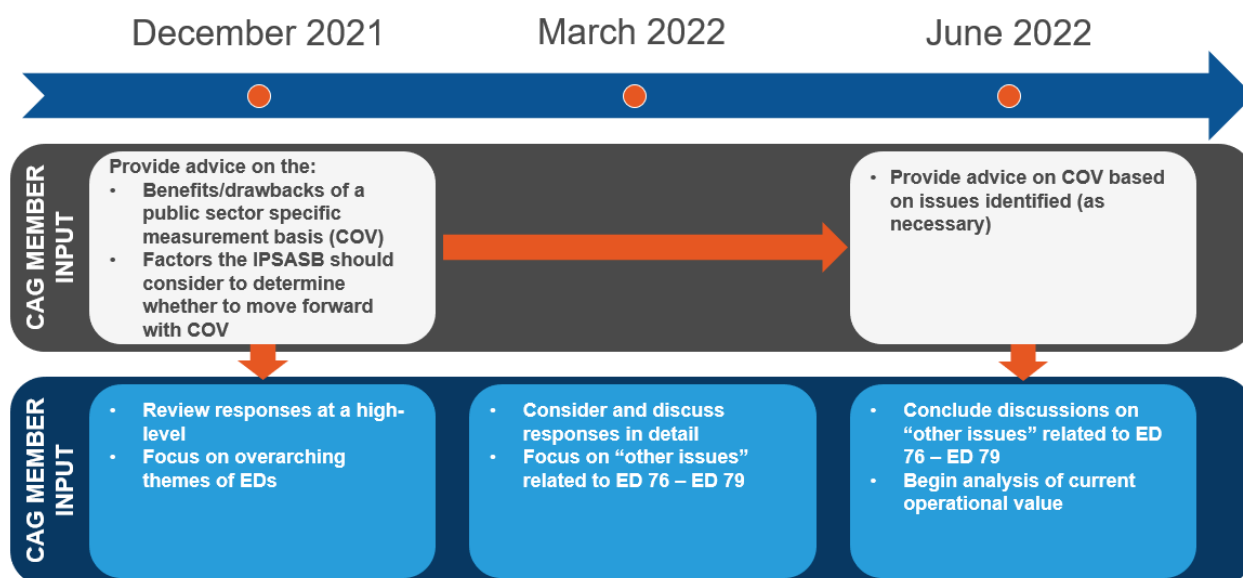 December 2021
March 2022
June 2022
CAG MEMBER
INPUT
Provide advice on the:
• Benefits/drawbacks of a
public sector specific
measurement basis (COV)
• Factors the IPSASB should
consider to determine
whether to move forward
with COV
• Provide advice on COV based
on issues identified (as
necessary)
CAG MEMBER
INPUT
• Review responses at a high-
level
• Focus on overarching
themes of EDs
• Consider and discuss
responses in detail
• Focus on “other issues”
related to ED 76 – ED 79
• Conclude discussions on
“other issues” related to ED
76 – ED 79
• Begin analysis of current
operational value